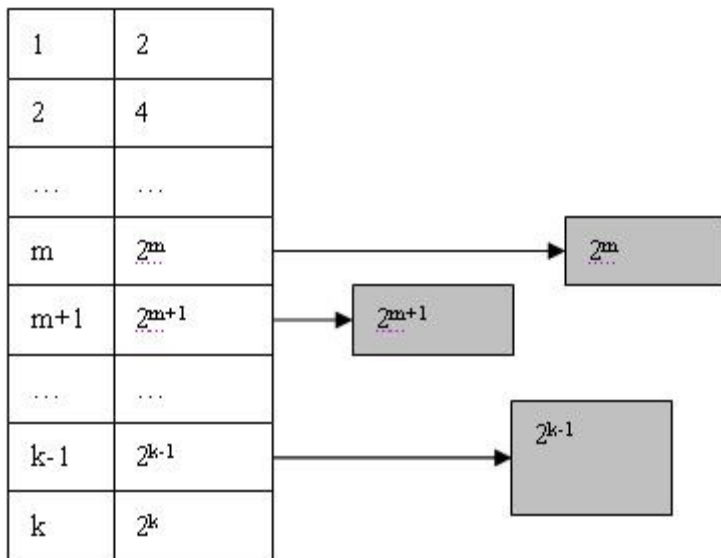 1 2
2 4
... ...
m 2ᵐ 2ᵐ
m+1 2ᵐ⁺¹ 2ᵐ⁺¹
... ...
k-1 2ᵏ⁻¹ 2ᵏ⁻¹
k 2ᵏ